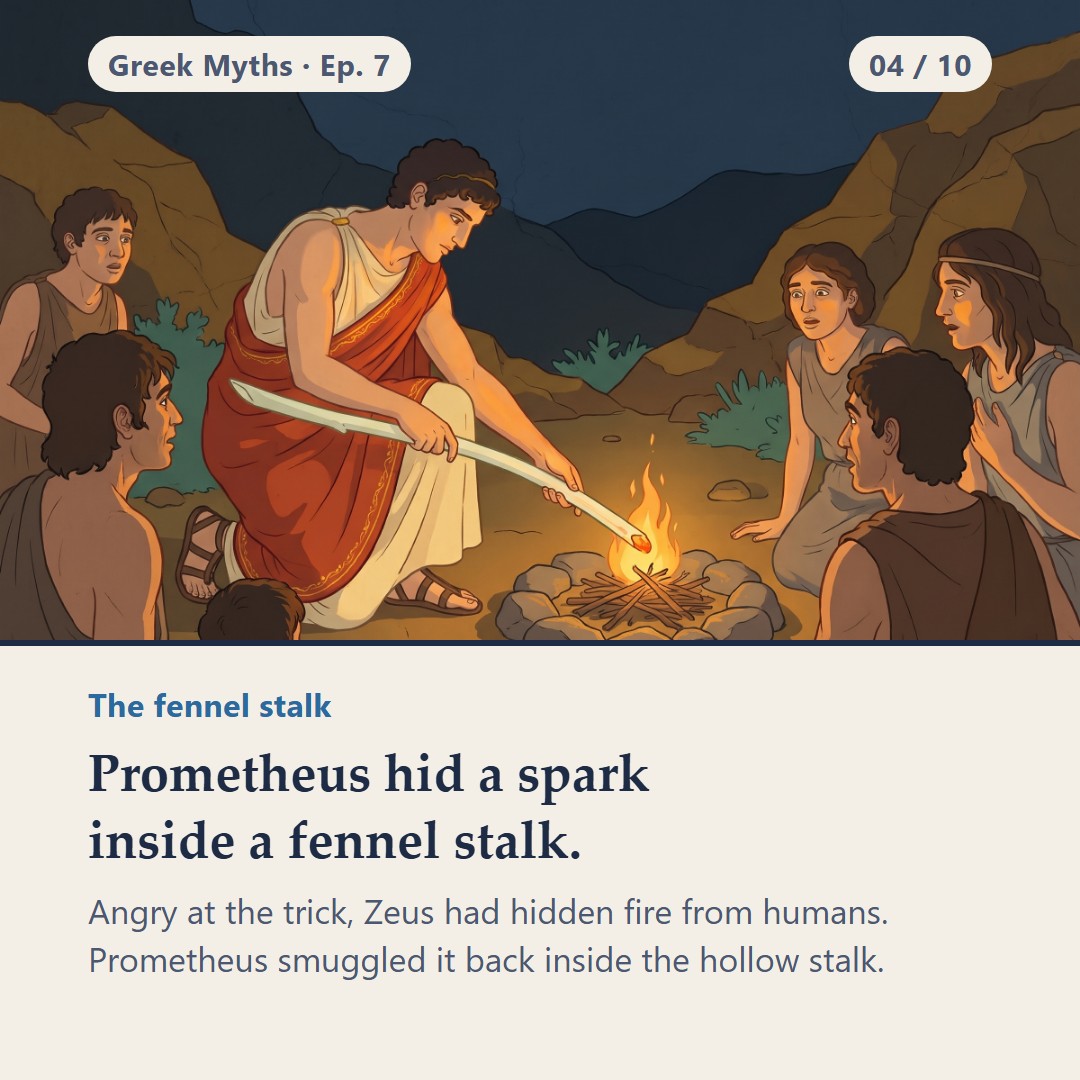 Greek Myths · Ep. 7
04 / 10
The fennel stalk
Prometheus hid a spark
inside a fennel stalk.
Angry at the trick, Zeus had hidden fire from humans.
Prometheus smuggled it back inside the hollow stalk.